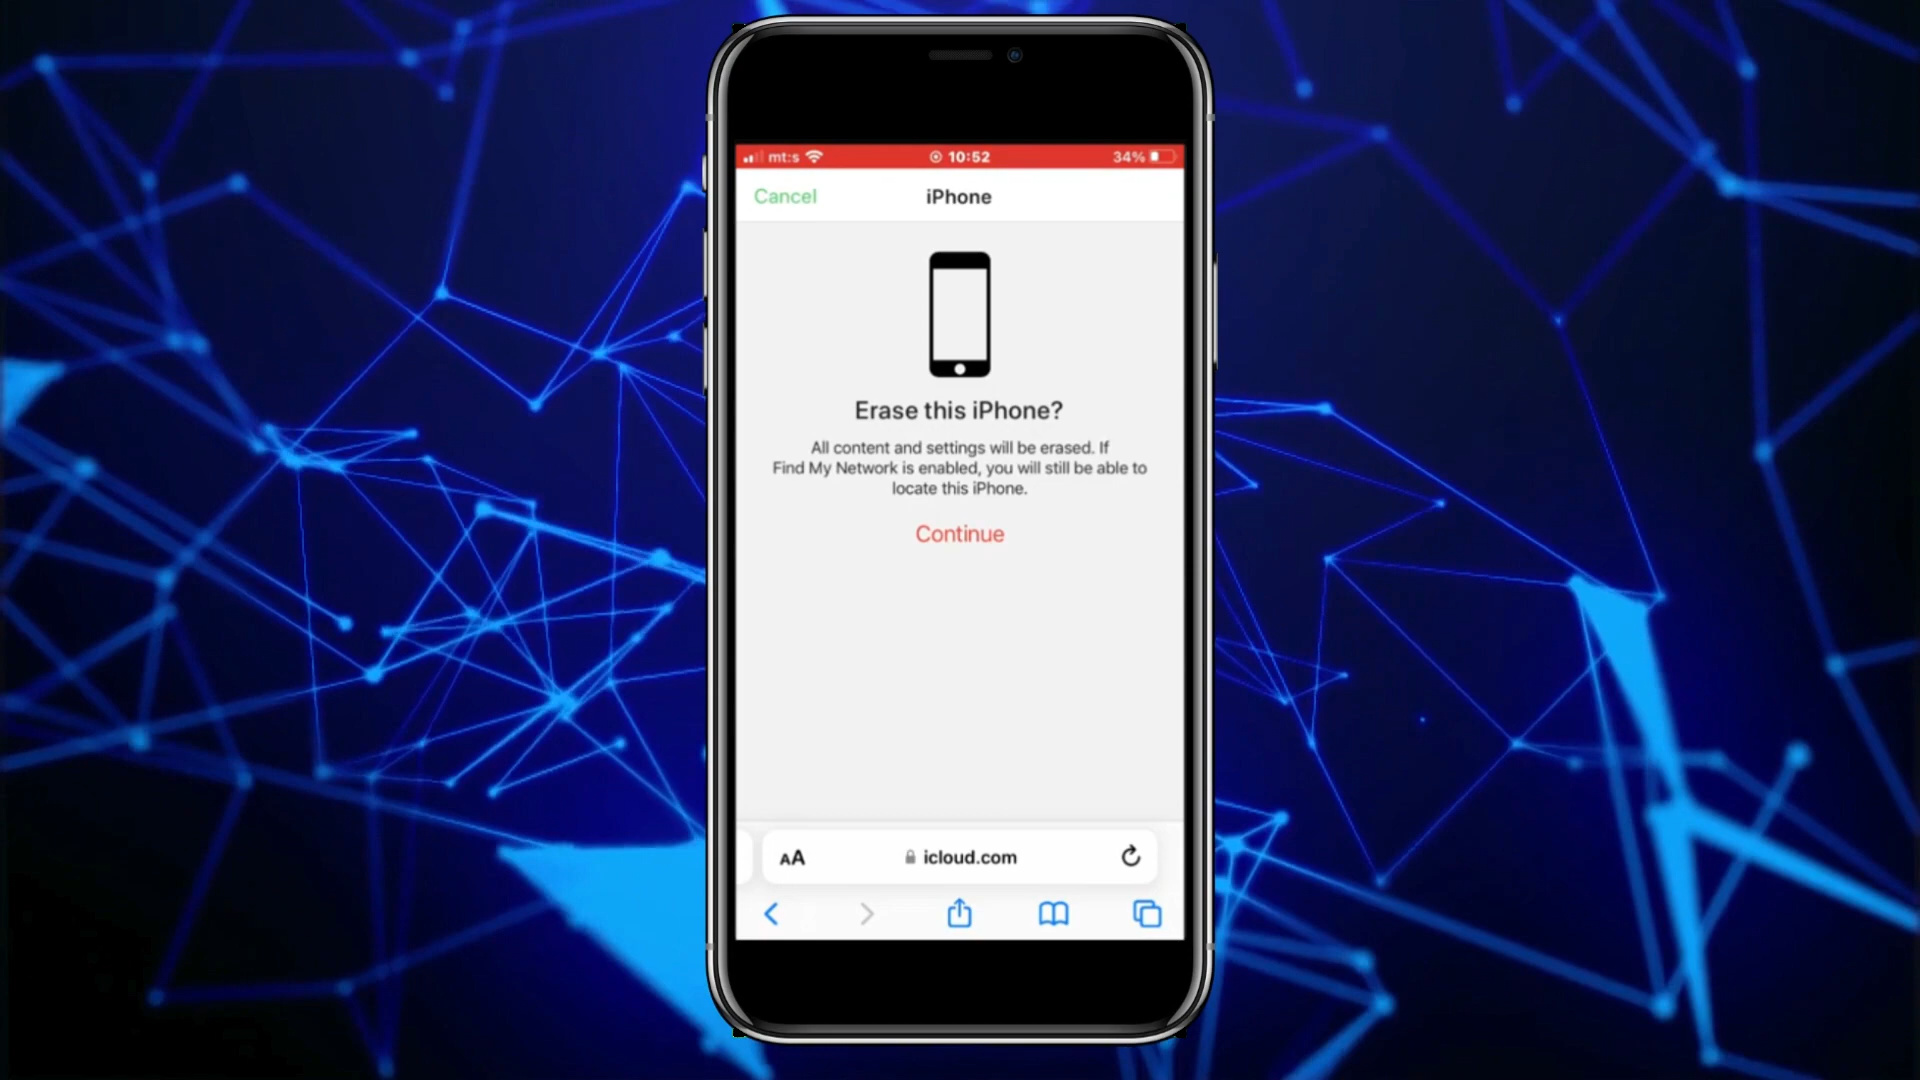 mt:s 10:52 34%
Cancel iPhone
Erase this iPhone?
All content and settings will be erased. If
Find My Network is enabled, you will still be able to
locate this iPhone.
Continue
AA icloud.com